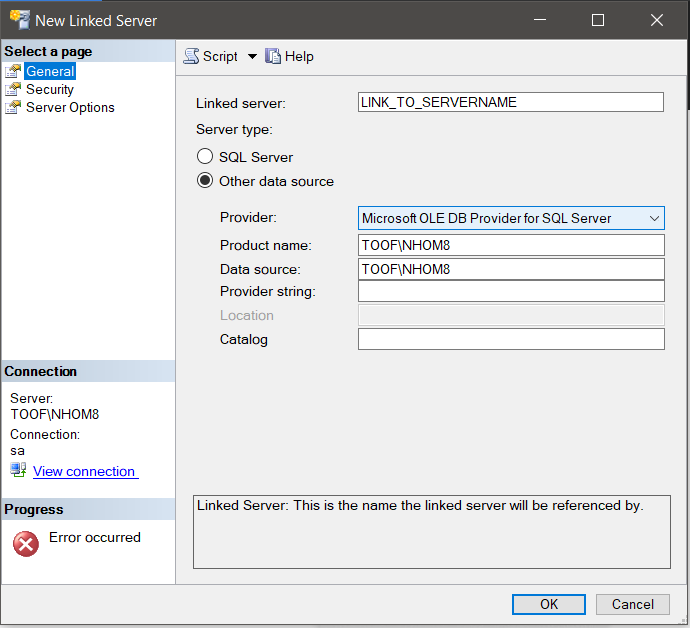 New Linked Server
Select a page
General
Security
Server Options
Script
Help
Linked server:
LINK_TO_SERVERNAME
Server type:
SQL Server
Other data source
Provider:
Microsoft OLE DB Provider for SQL Server
Product name:
TOOF\NHOM8
Data source:
TOOF\NHOM8
Provider string:
Location
Catalog
Connection
Server:
TOOF\NHOM8
Connection:
sa
View connection
Progress
Error occurred
Linked Server: This is the name the linked server will be referenced by.
OK
Cancel